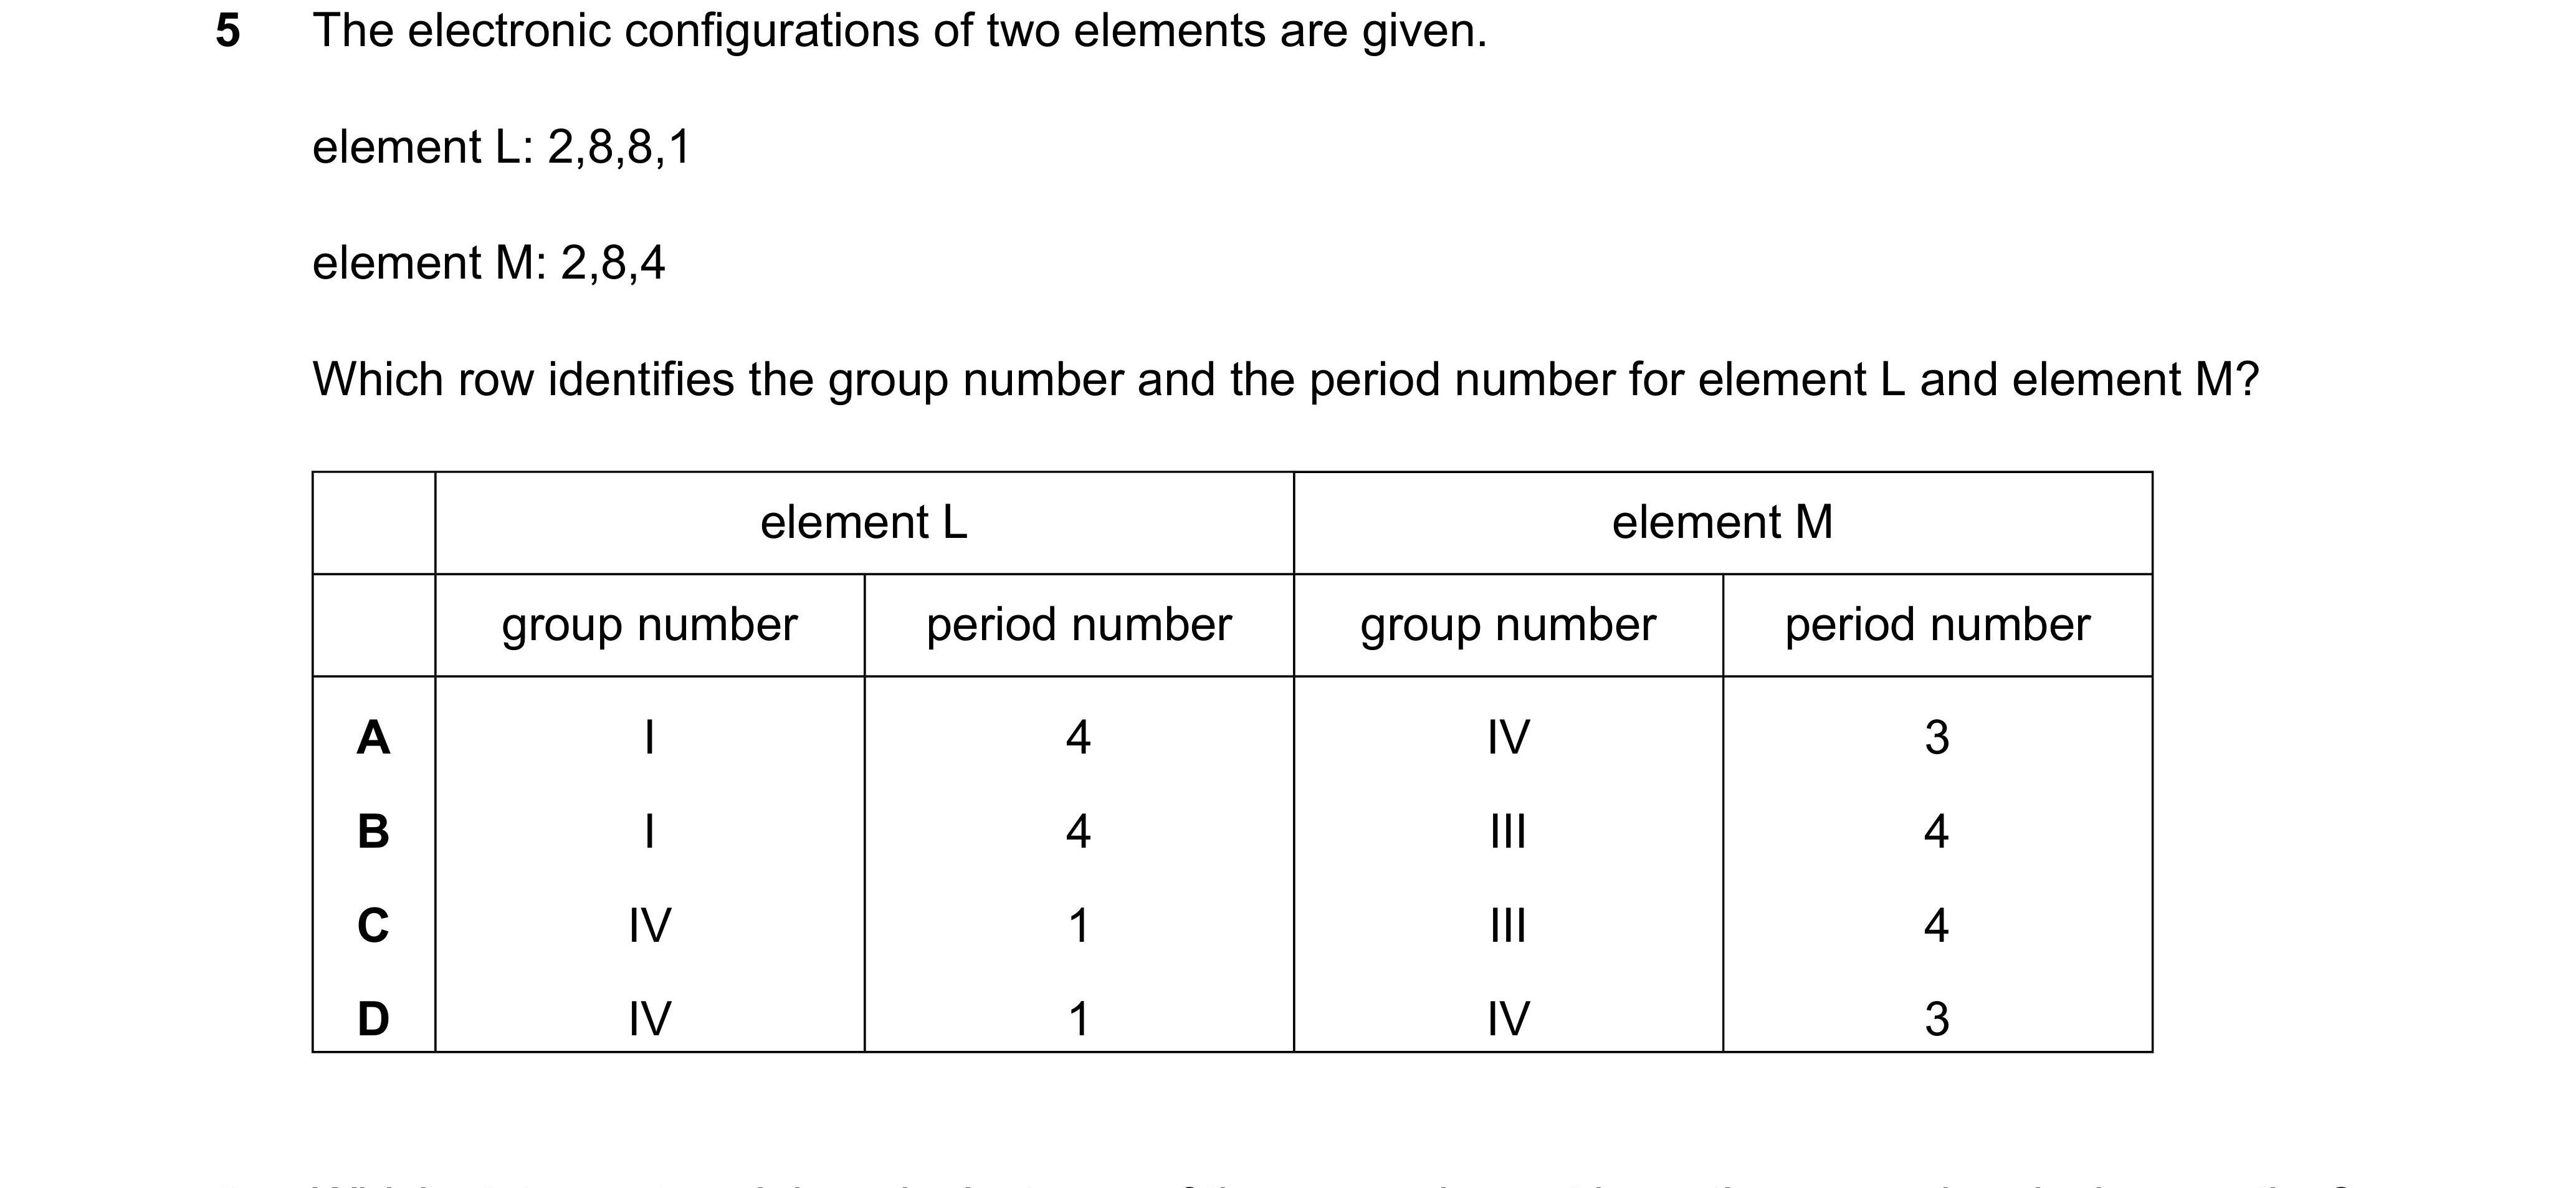 5 The electronic configurations of two elements are given.
element L: 2,8,8,1
element M: 2,8,4
Which row identifies the group number and the period number for element L and element M?
element L element M
group number period number group number period number
A I 4 IV 3
B I 4 III 4
C IV 1 III 4
D IV 1 IV 3